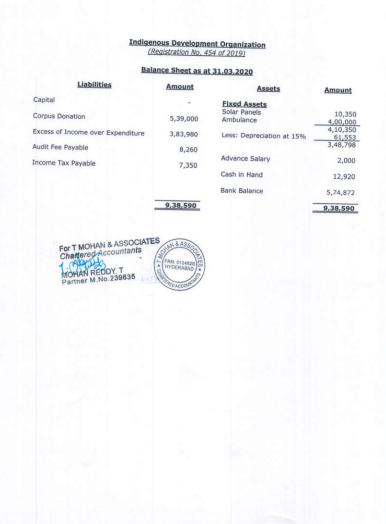 Indigenous Development Organization
(Registration No. 454 of 2019)
Balance Sheet as at 31.03.2020
Liabilities Amount Assets Amount
Capital -
Fixed Assets
Solar Panels 10,350
Corpus Donation 5,39,000 Ambulance 4,00,000
4,10,350
Excess of Income over Expenditure 3,83,980 Less: Depreciation at 15% 61,553
3,48,798
Audit Fee Payable 8,260
Advance Salary 2,000
Income Tax Payable 7,350
Cash in Hand 12,920
Bank Balance 5,74,872
9,38,590 9,38,590
For T MOHAN & ASSOCIATES
Chartered Accountants
MOHAN REDDY. T
Partner M.No.239635
T MOHAN & ASSOCIATES
HYDERABAD
CHARTERED ACCOUNTANTS